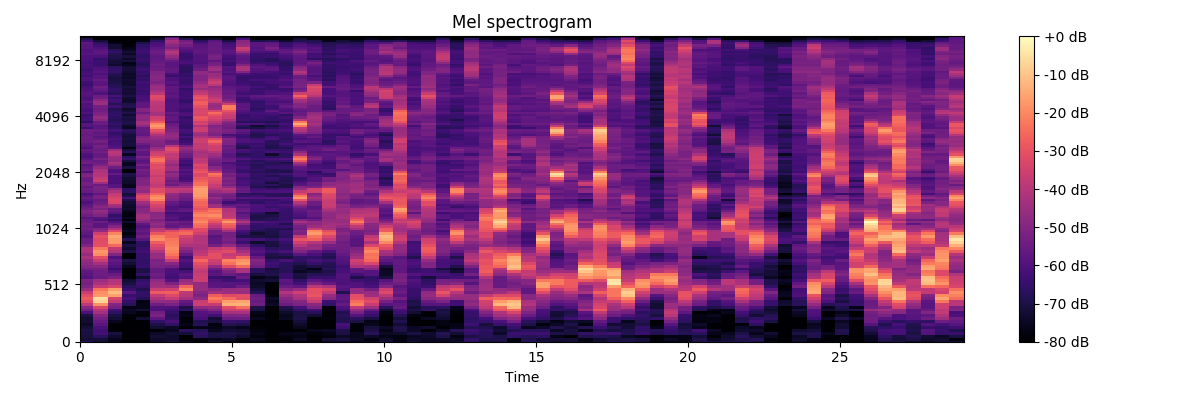 Mel spectrogram
Hz
8192
4096
2048
1024
512
0
0 5 10 15 20 25
Time
+0 dB
-10 dB
-20 dB
-30 dB
-40 dB
-50 dB
-60 dB
-70 dB
-80 dB